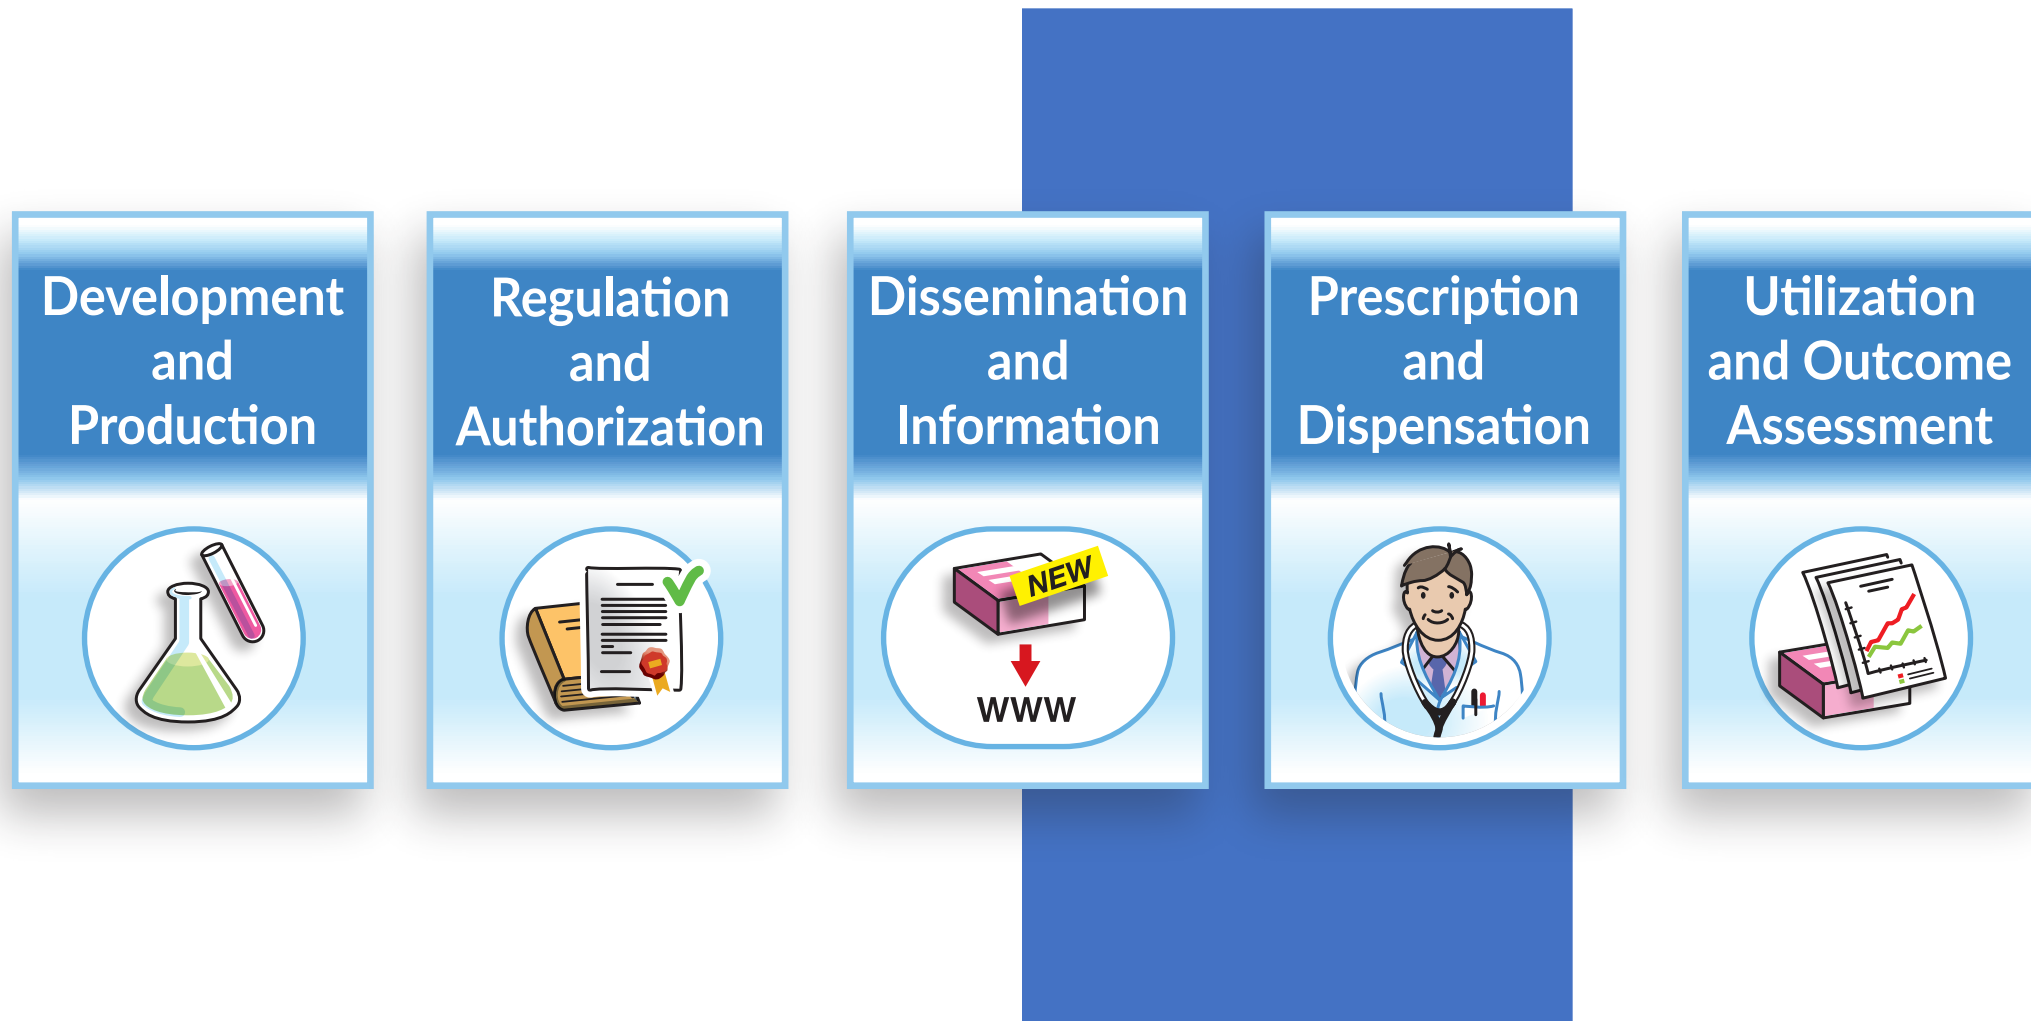 Development
and
Production
Regulation
and
Authorization
Dissemination
and
Information
NEW
WWW
Prescription
and
Dispensation
Utilization
and Outcome
Assessment